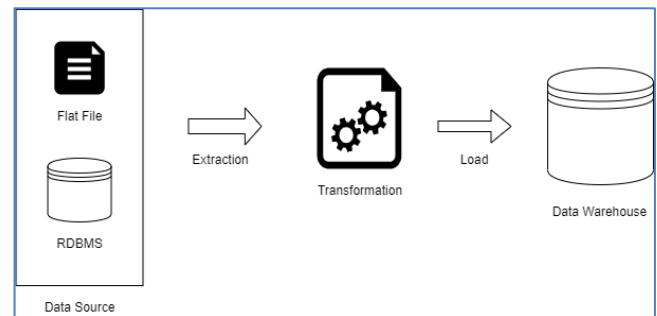 Flat File
RDBMS
Data Source
Extraction
Transformation
Load
Data Warehouse